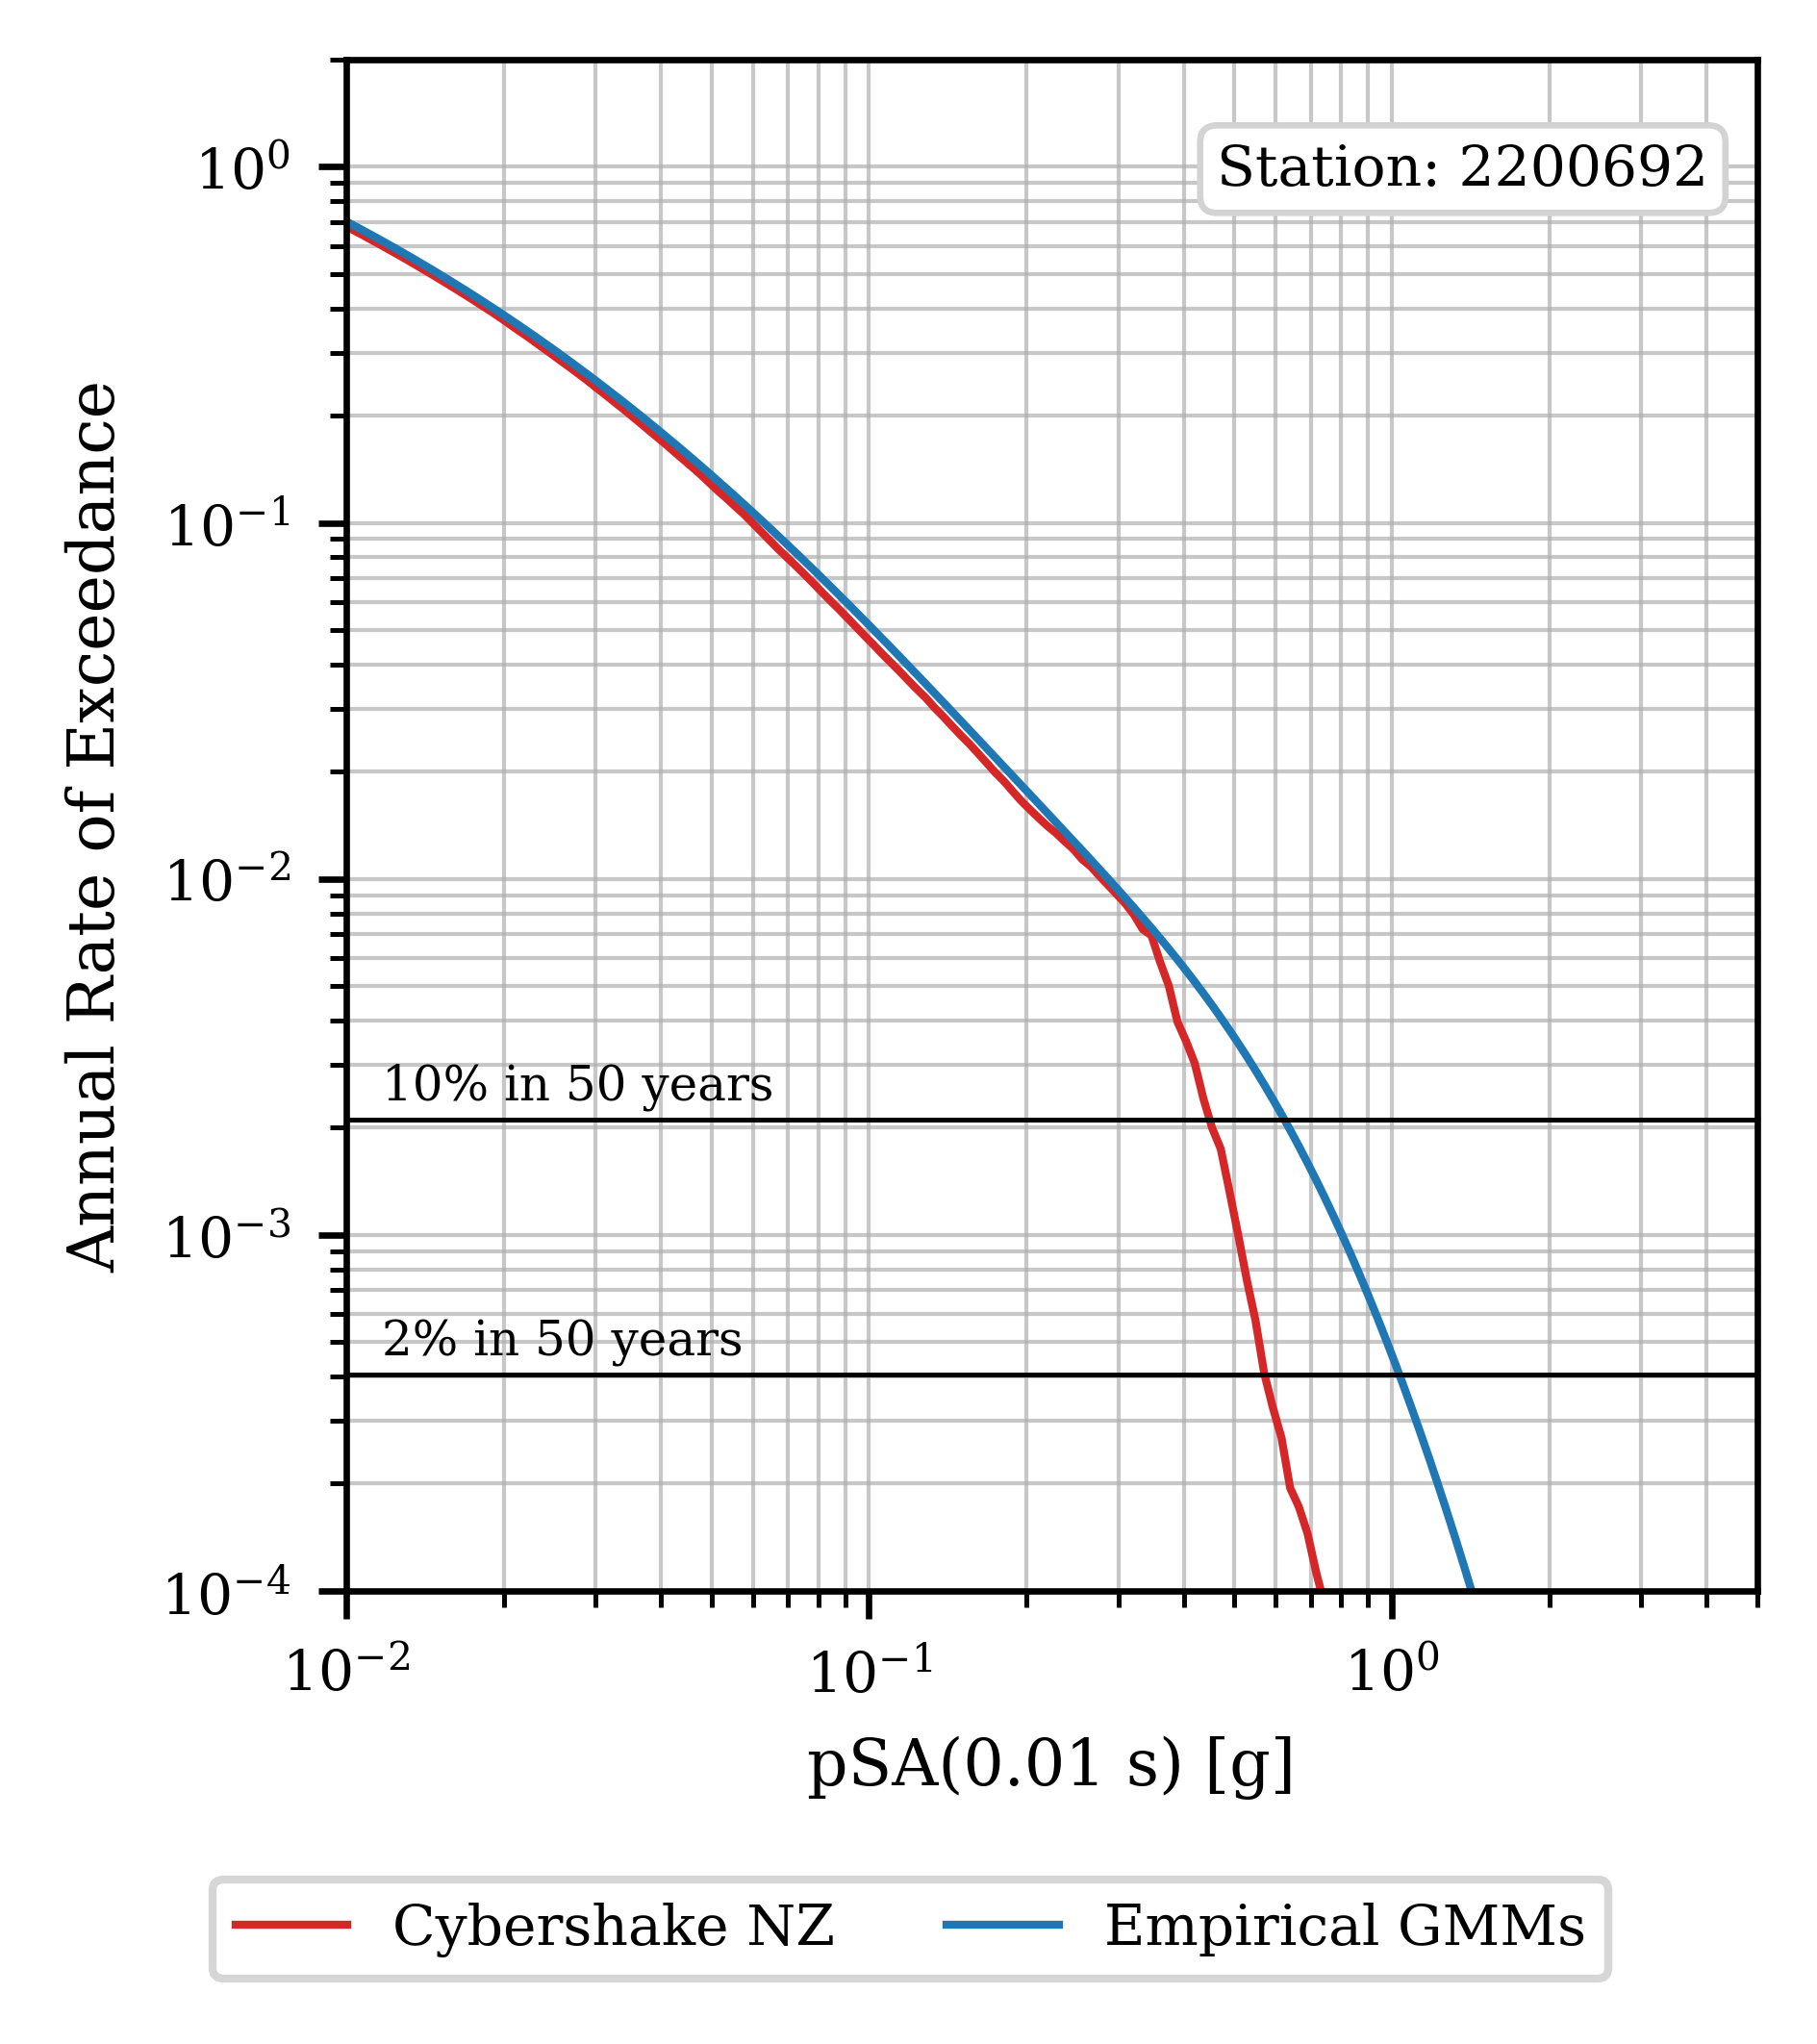 Station: 2200692
Annual Rate of Exceedance
10⁰
10⁻¹
10⁻²
10⁻³
10⁻⁴
10% in 50 years
2% in 50 years
10⁻² 10⁻¹ 10⁰
pSA(0.01 s) [g]
Cybershake NZ Empirical GMMs